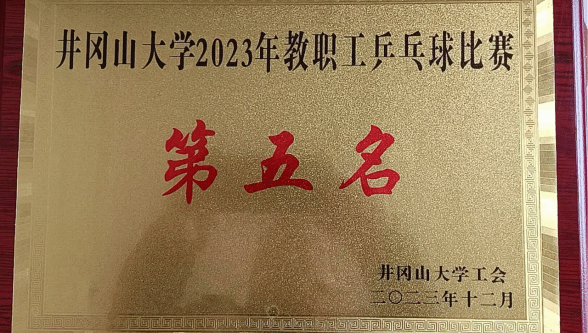 井冈山大学2023年教职工乒乓球比赛
第五名
井冈山大学工会
二〇二三年十二月